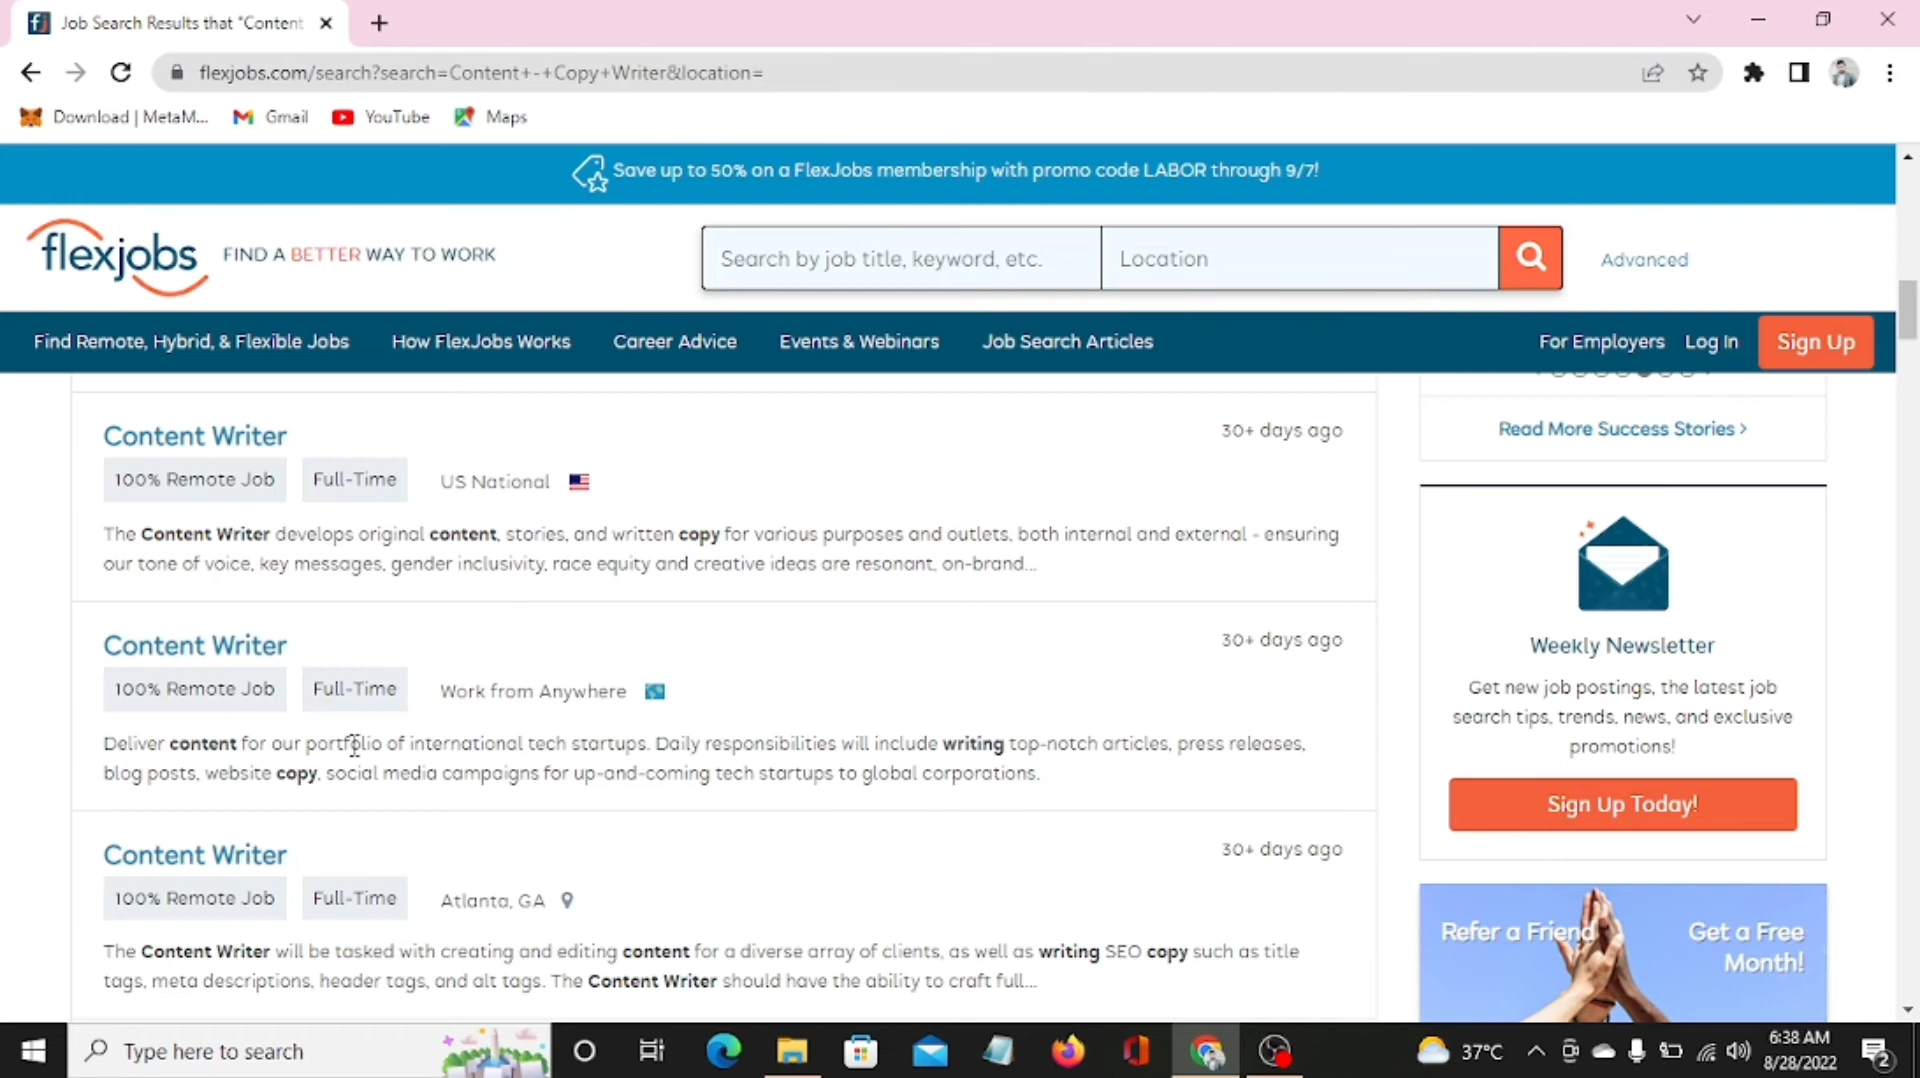 Job Search Results that "Content
flexjobs.com/search?search=Content+-+Copy+Writer&location=
Download | MetaM... Gmail YouTube Maps
Save up to 50% on a FlexJobs membership with promo code LABOR through 9/7!
flexjobs FIND A BETTER WAY TO WORK Search by job title, keyword, etc. Location Advanced
Find Remote, Hybrid, & Flexible Jobs How FlexJobs Works Career Advice Events & Webinars Job Search Articles For Employers Log In Sign Up
Content Writer 30+ days ago
100% Remote Job Full-Time US National
The Content Writer develops original content, stories, and written copy for various purposes and outlets, both internal and external - ensuring
our tone of voice, key messages, gender inclusivity, race equity and creative ideas are resonant, on-brand...
Content Writer 30+ days ago
100% Remote Job Full-Time Work from Anywhere
Deliver content for our portfolio of international tech startups. Daily responsibilities will include writing top-notch articles, press releases,
blog posts, website copy, social media campaigns for up-and-coming tech startups to global corporations.
Content Writer 30+ days ago
100% Remote Job Full-Time Atlanta, GA
The Content Writer will be tasked with creating and editing content for a diverse array of clients, as well as writing SEO copy such as title
tags, meta descriptions, header tags, and alt tags. The Content Writer should have the ability to craft full...
Read More Success Stories >
Weekly Newsletter
Get new job postings, the latest job
search tips, trends, news, and exclusive
promotions!
Sign Up Today!
Refer a Friend Get a Free
Month!
Type here to search 37°C 6:38 AM
8/28/2022 2